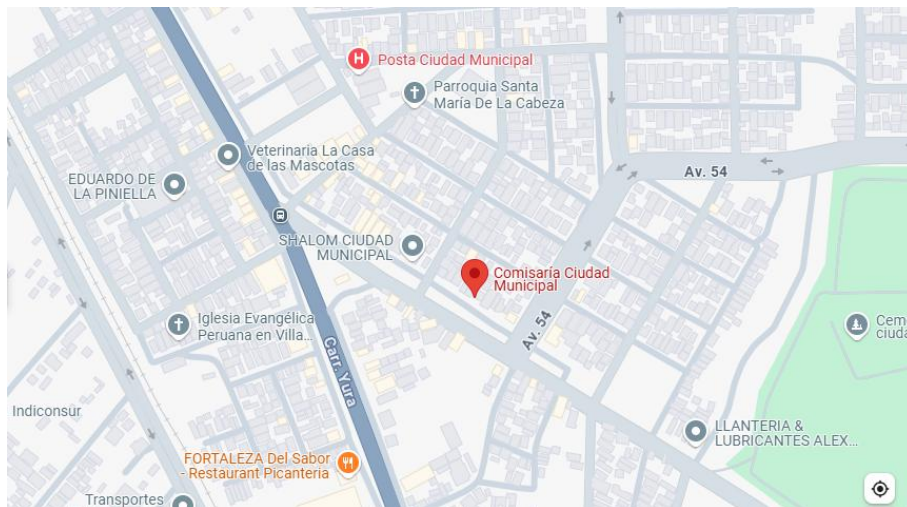 Posta Ciudad Municipal
Parroquia Santa
María De La Cabeza
Veterinaria La Casa
de las Mascotas
Av. 54
EDUARDO DE
LA PINIELLA
SHALOM CIUDAD
MUNICIPAL
Comisaría Ciudad
Municipal
Iglesia Evangélica
Peruana en Villa...
Av. 54
Cem
ciuda
Carr. Yura
Indiconsur
LLANTERIA &
LUBRICANTES ALEX...
FORTALEZA Del Sabor
- Restaurant Picanteria
Transportes